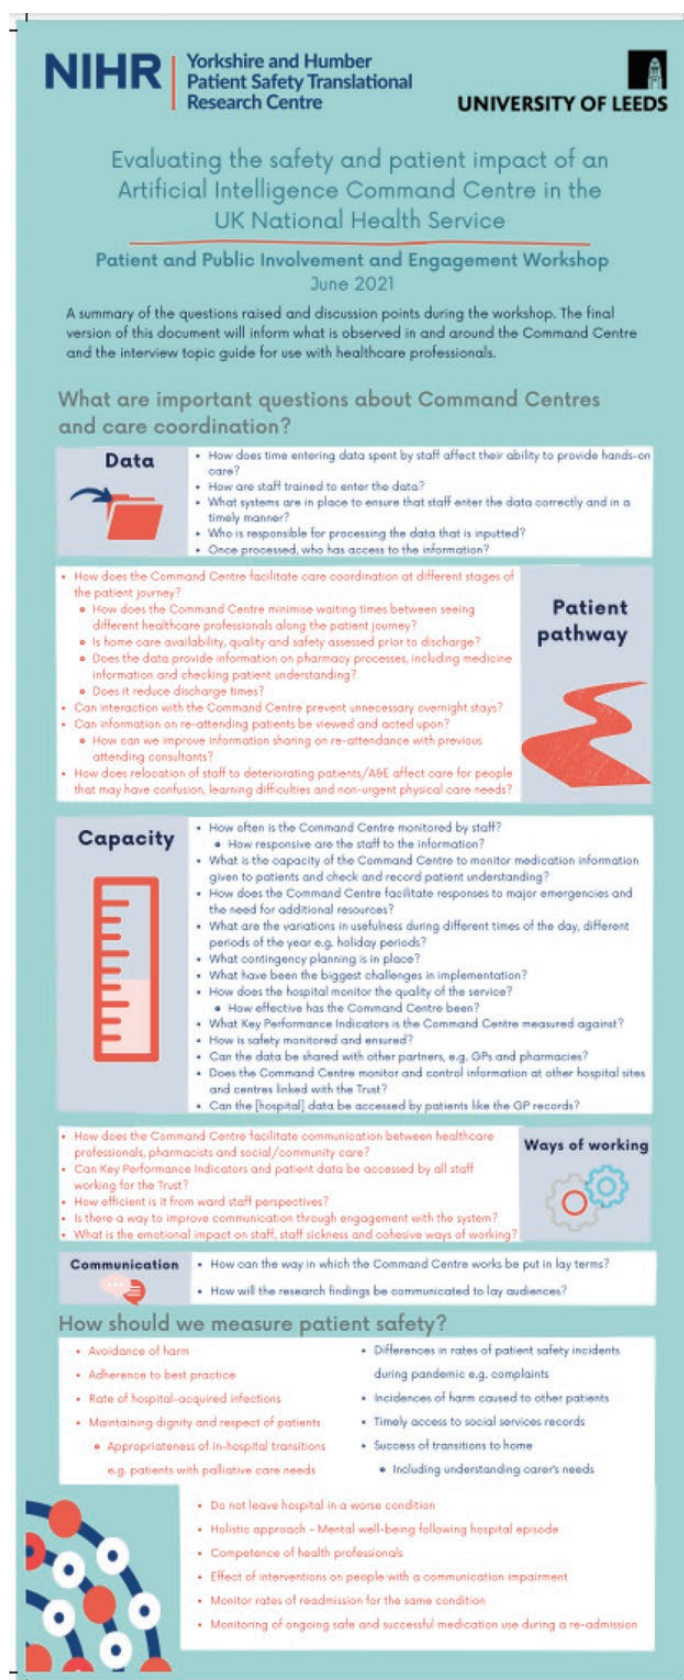 NIHR
Yorkshire and Humber
Patient Safety Translational
Research Centre
UNIVERSITY OF LEEDS
Evaluating the safety and patient impact of an
Artificial Intelligence Command Centre in the
UK National Health Service
Patient and Public Involvement and Engagement Workshop
June 2021
A summary of the questions raised and discussion points during the workshop. The final
version of this document will inform what is observed in and around the Command Centre
and the interview topic guide for use with healthcare professionals.
What are important questions about Command Centres
and care coordination?
Data
• How does time entering data spent by staff affect their ability to provide hands-on
care?
• How are staff trained to enter the data?
• What systems are in place to ensure that staff enter the data correctly and in a
timely manner?
• Who is responsible for processing the data that is inputted?
• Once processed, who has access to the information?
• How does the Command Centre facilitate care coordination at different stages of
the patient journey?
• How does the Command Centre minimise waiting times between seeing
different healthcare professionals along the patient journey?
• Is home care availability, quality and safety assessed prior to discharge?
• Does the data provide information on pharmacy processes, including medicine
information and checking patient understanding?
• Does it reduce discharge times?
• Can interaction with the Command Centre prevent unnecessary overnight stays?
• Can information on re-attending patients be viewed and acted upon?
• How can we improve information sharing on re-attendance with previous
attending consultants?
• How does relocation of staff to deteriorating patients/A&E affect care for people
that may have confusion, learning difficulties and non-urgent physical care needs?
Patient
pathway
Capacity
• How often is the Command Centre monitored by staff?
• How responsive are the staff to the information?
• What is the capacity of the Command Centre to monitor medication information
given to patients and check and record patient understanding?
• How does the Command Centre facilitate responses to major emergencies and
the need for additional resources?
• What are the variations in usefulness during different times of the day, different
periods of the year e.g. holiday periods?
• What contingency planning is in place?
• What have been the biggest challenges in implementation?
• How does the hospital monitor the quality of the service?
• How effective has the Command Centre been?
• What Key Performance Indicators is the Command Centre measured against?
• How is safety monitored and ensured?
• Can the data be shared with other partners, e.g. GPs and pharmacies?
• Does the Command Centre monitor and control information at other hospital sites
and centres linked with the Trust?
• Can the [hospital] data be accessed by patients like the GP records?
• How does the Command Centre facilitate communication between healthcare
professionals, pharmacists and social/community care?
• Can Key Performance Indicators and patient data be accessed by all staff
working for the Trust?
• How efficient is it from ward staff perspectives?
• Is there a way to improve communication through engagement with the system?
• What is the emotional impact on staff, staff sickness and cohesive ways of working?
Ways of working
Communication
• How can the way in which the Command Centre works be put in lay terms?
• How will the research findings be communicated to lay audiences?
How should we measure patient safety?
• Avoidance of harm
• Adherence to best practice
• Rate of hospital-acquired infections
• Maintaining dignity and respect of patients
• Appropriateness of in-hospital transitions
e.g. patients with palliative care needs
• Differences in rates of patient safety incidents
during pandemic e.g. complaints
• Incidences of harm caused to other patients
• Timely access to social services records
• Success of transitions to home
• Including understanding carer's needs
• Do not leave hospital in a worse condition
• Holistic approach - Mental well-being following hospital episode
• Competence of health professionals
• Effect of interventions on people with a communication impairment
• Monitor rates of readmission for the same condition
• Monitoring of ongoing safe and successful medication use during a re-admission